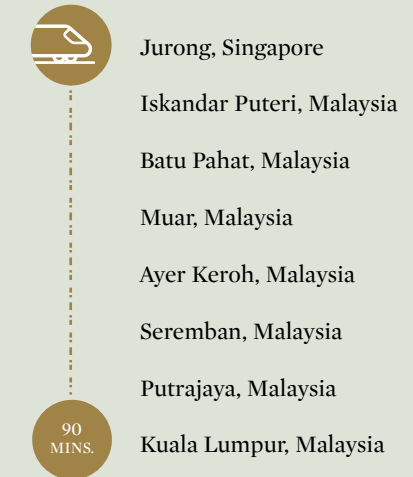 Jurong, Singapore
Iskandar Puteri, Malaysia
Batu Pahat, Malaysia
Muar, Malaysia
Ayer Keroh, Malaysia
Seremban, Malaysia
Putrajaya, Malaysia
90
MINS.
Kuala Lumpur, Malaysia